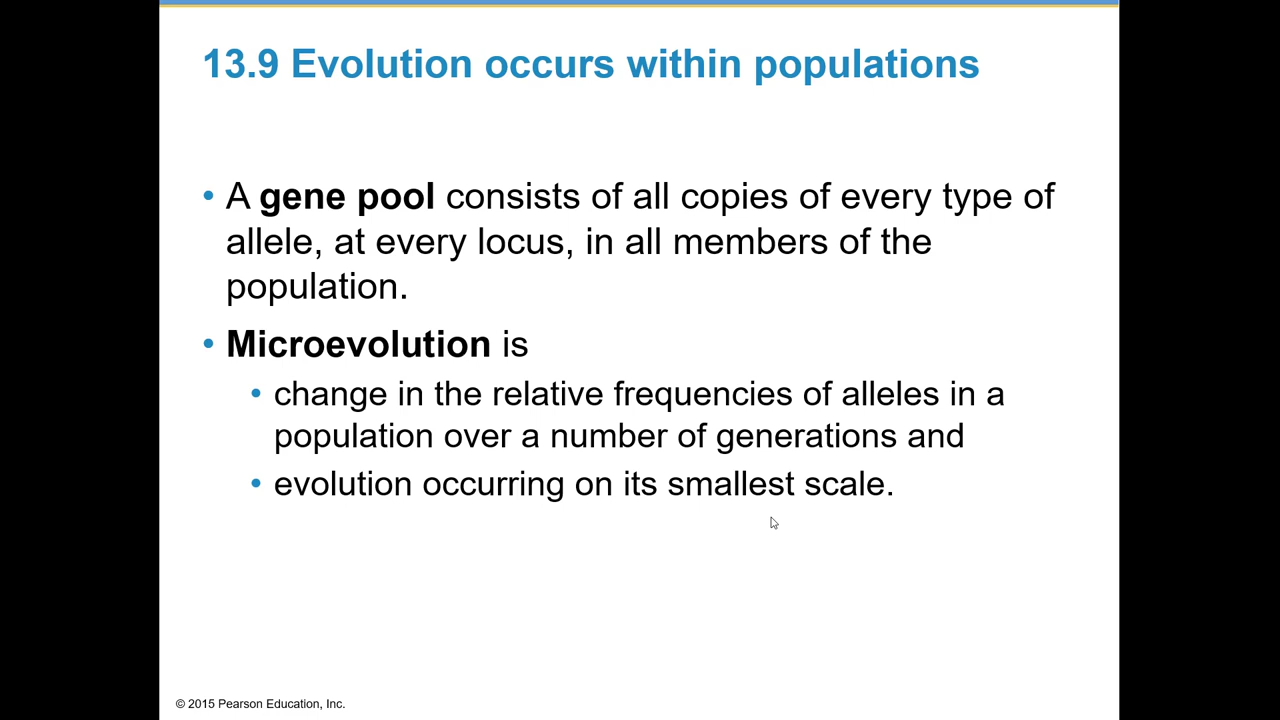 13.9 Evolution occurs within populations
• A gene pool consists of all copies of every type of
allele, at every locus, in all members of the
population.
• Microevolution is
• change in the relative frequencies of alleles in a
population over a number of generations and
• evolution occurring on its smallest scale.
© 2015 Pearson Education, Inc.